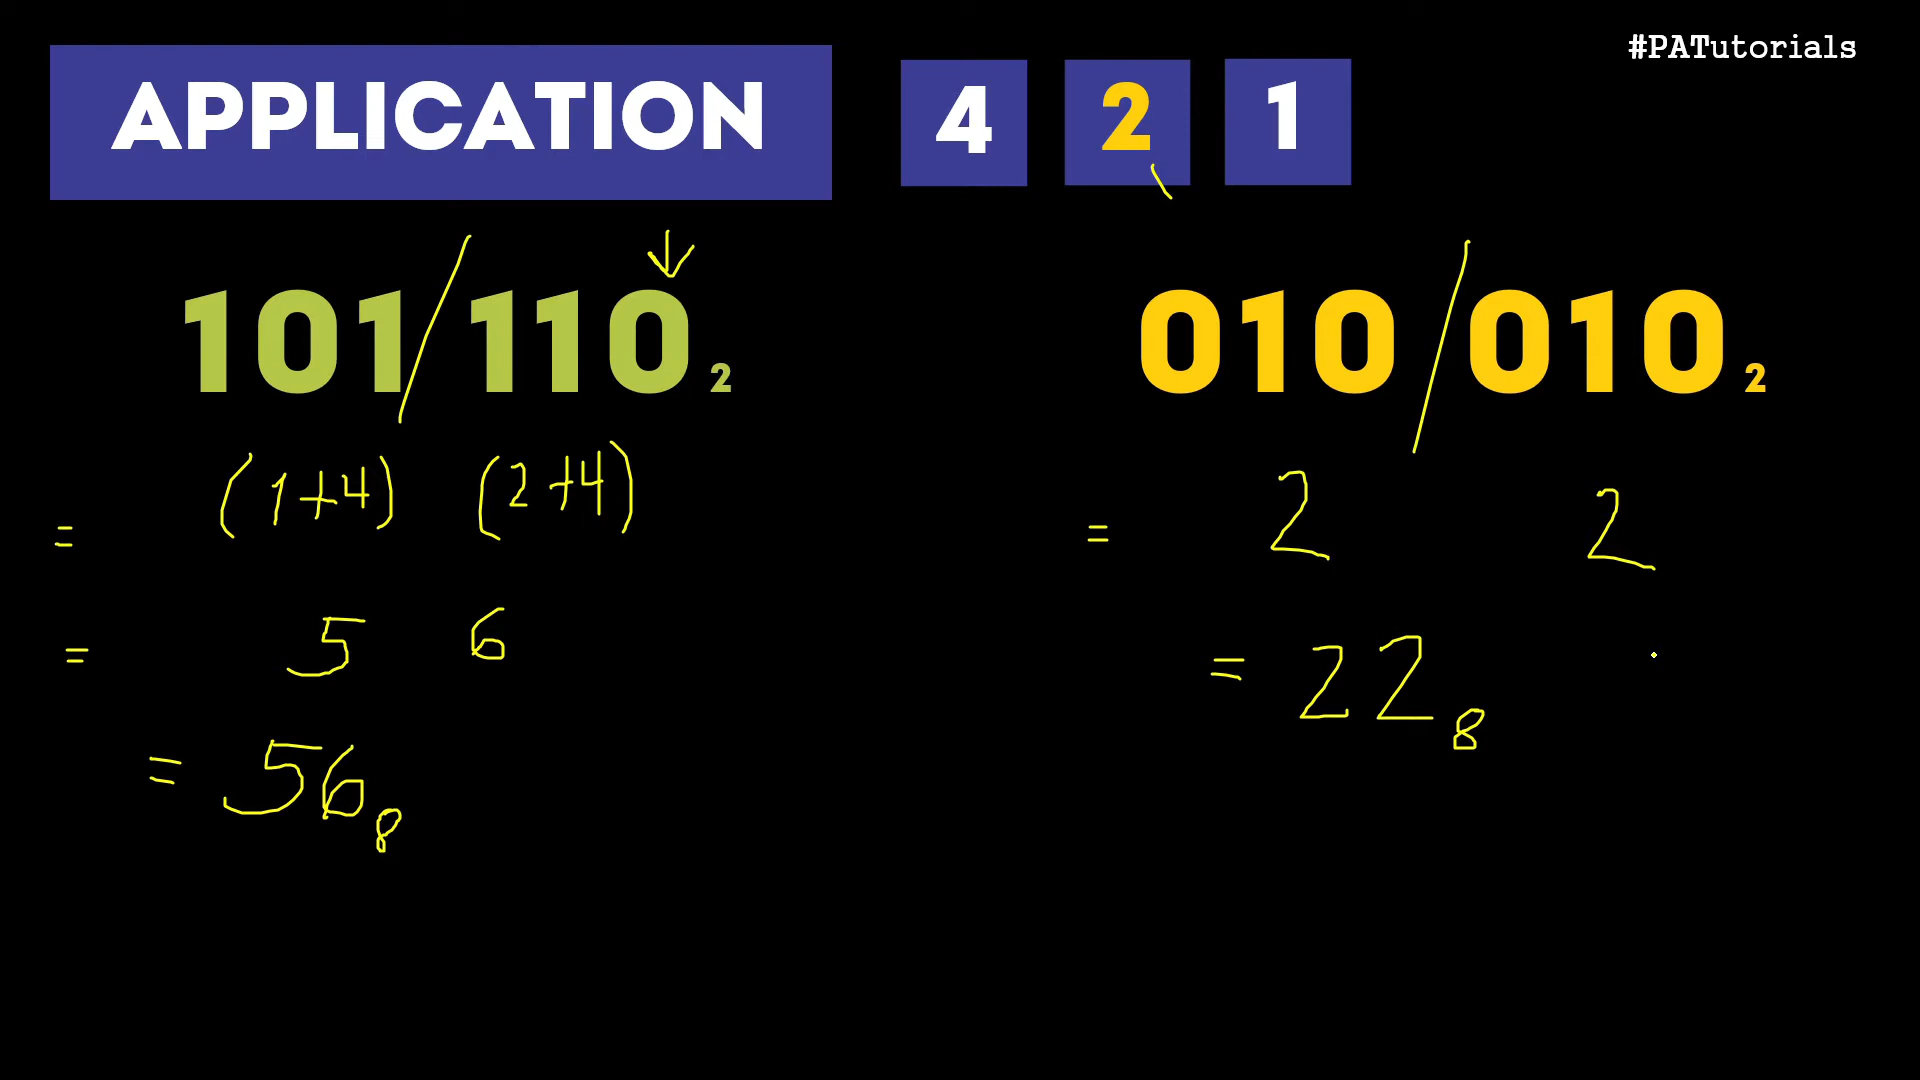 #PATutorials
APPLICATION 4 2 1
101/110₂
(1+4) (2+4)
=
= 5 6
= 56₈
010/010₂
= 2 2
= 22₈